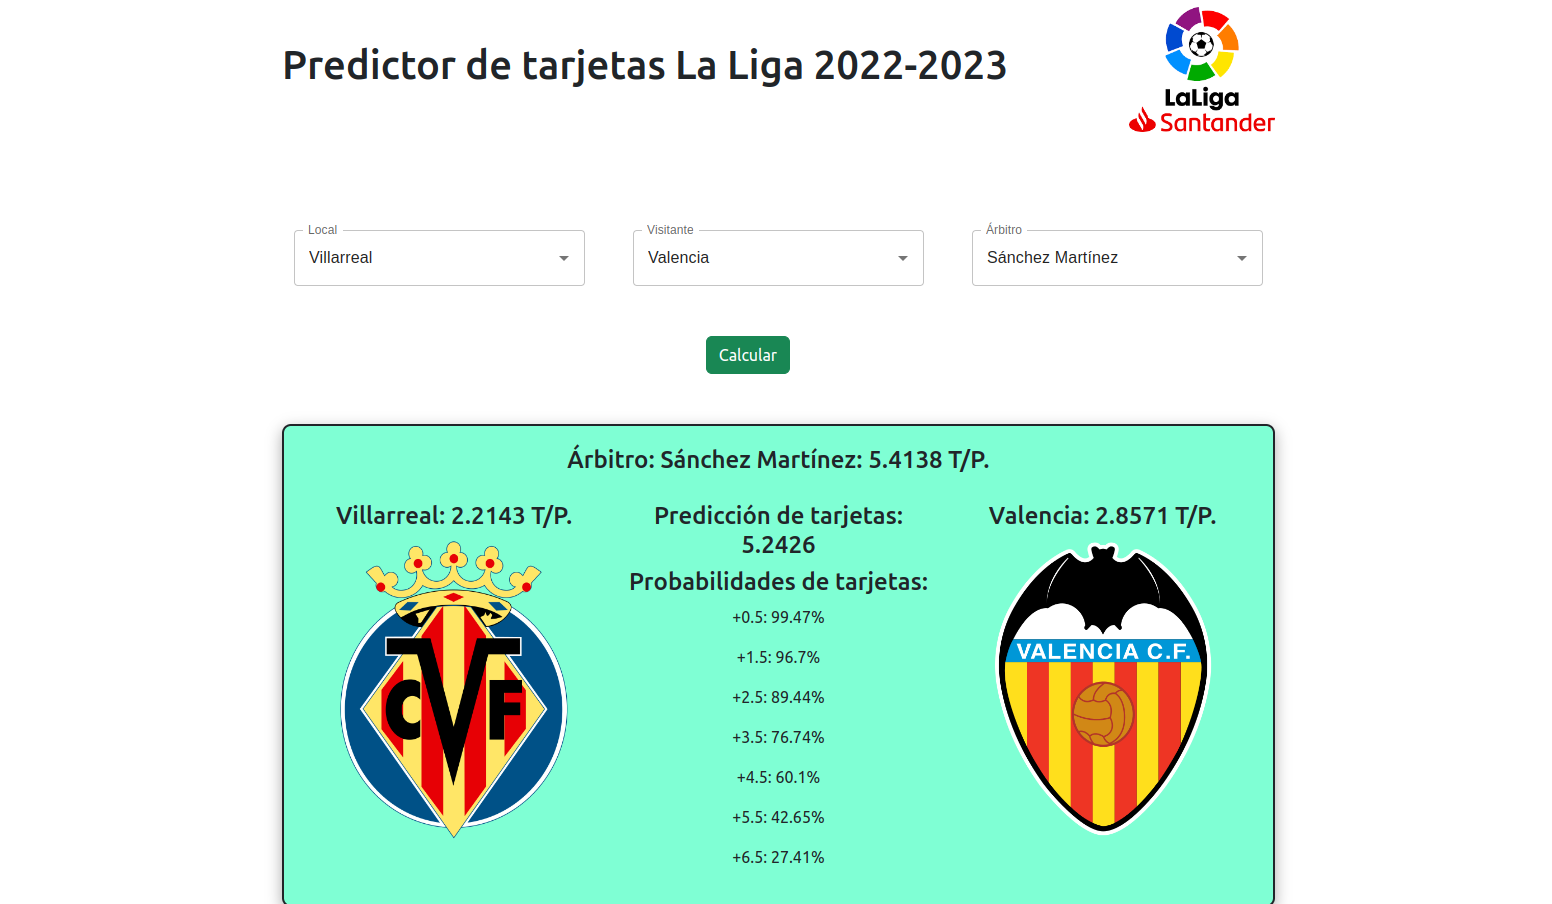 Predictor de tarjetas La Liga 2022-2023
LaLiga
Santander
Local
Villarreal
Visitante
Valencia
Árbitro
Sánchez Martínez
Calcular
Árbitro: Sánchez Martínez: 5.4138 T/P.
Villarreal: 2.2143 T/P.
CVF
Predicción de tarjetas:
5.2426
Probabilidades de tarjetas:
+0.5: 99.47%
+1.5: 96.7%
+2.5: 89.44%
+3.5: 76.74%
+4.5: 60.1%
+5.5: 42.65%
+6.5: 27.41%
Valencia: 2.8571 T/P.
VALENCIA C.F.